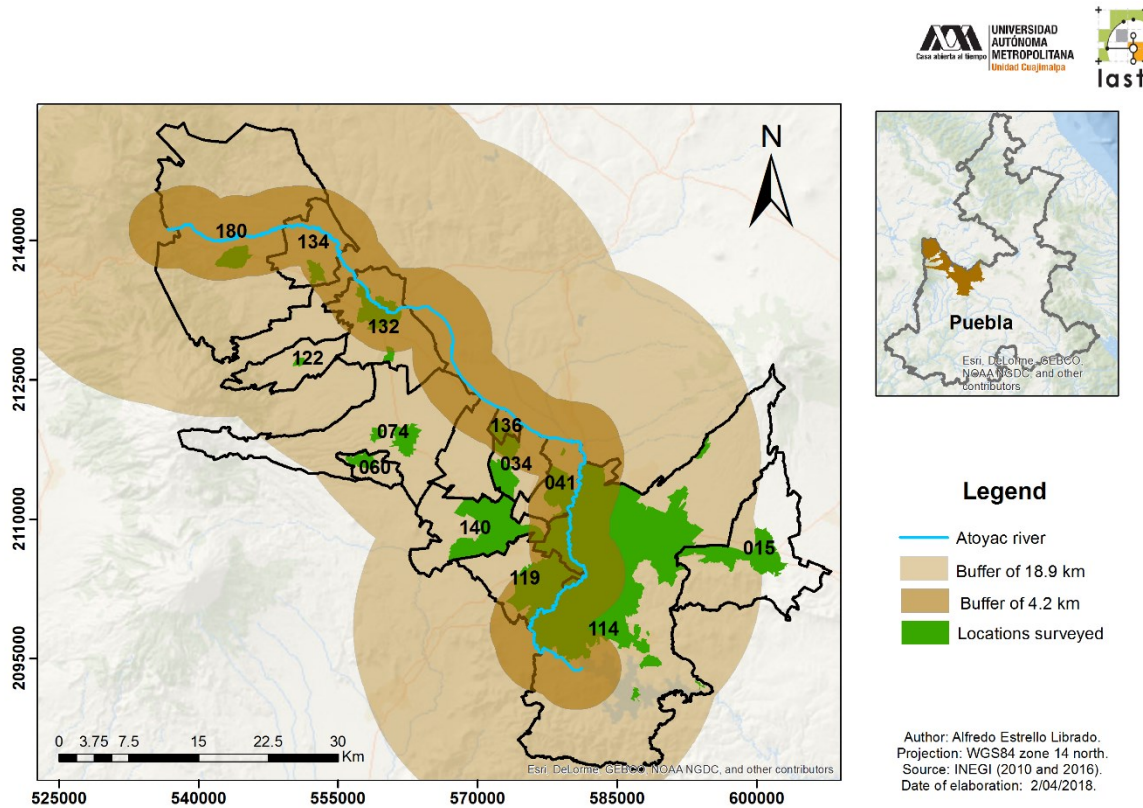 Casa abierta al tiempo
UNIVERSIDAD
AUTÓNOMA
METROPOLITANA
Unidad Cuajimalpa
last
N
180
134
132
122
136
074
034
060
041
140
015
119
114
0 3.75 7.5 15 22.5 30
Km
Esri, DeLorme, GEBCO, NOAA NGDC, and other contributors
2140000
2125000
2110000
2095000
525000 540000 555000 570000 585000 600000
Puebla
Esri, DeLorme, GEBCO,
NOAA NGDC, and other
contributors
Legend
Atoyac river
Buffer of 18.9 km
Buffer of 4.2 km
Locations surveyed
Author: Alfredo Estrello Librado.
Projection: WGS84 zone 14 north.
Source: INEGI (2010 and 2016).
Date of elaboration: 2/04/2018.